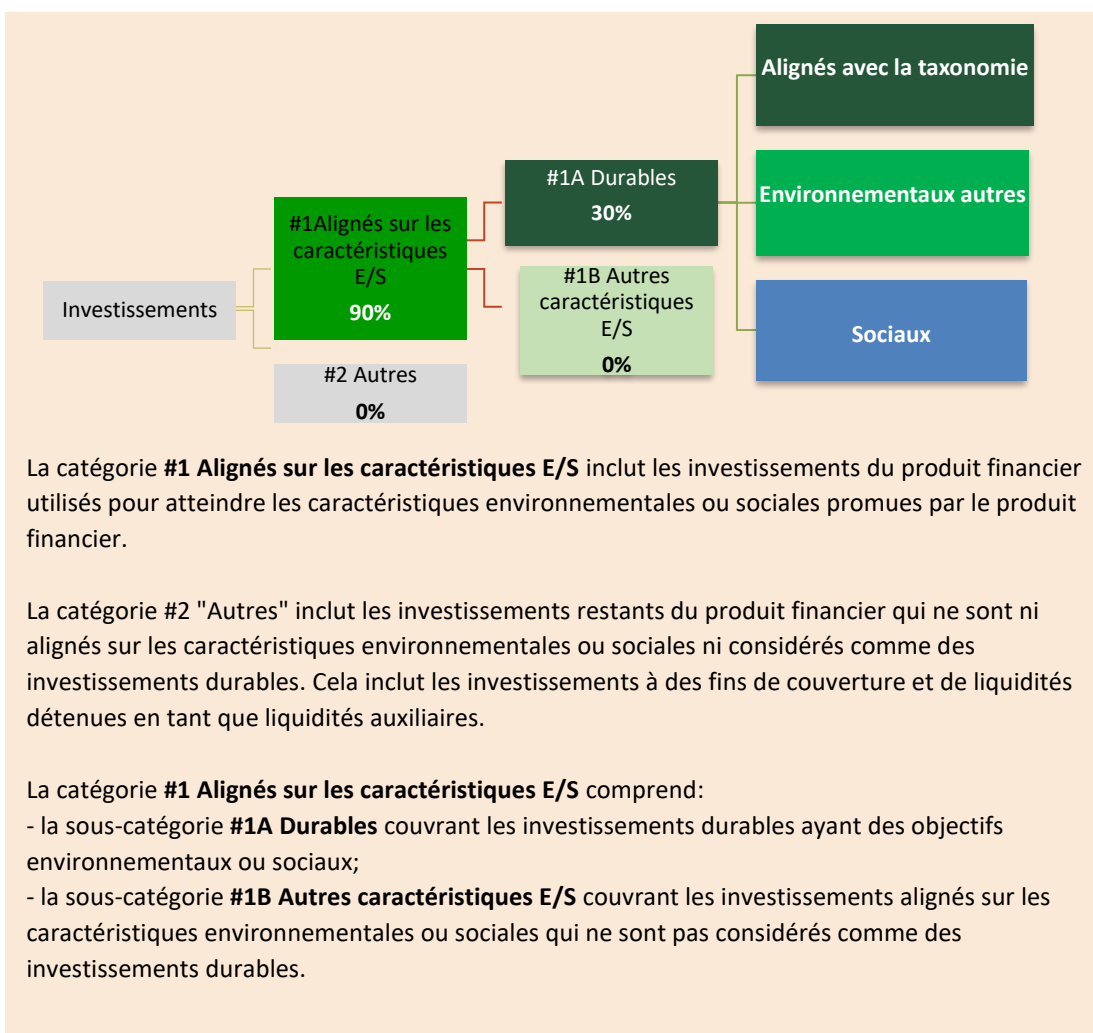 Alignés avec la taxonomie
#1A Durables
30%
Environnementaux autres
#1Alignés sur les
caractéristiques
E/S
90%
#1B Autres
caractéristiques
E/S
0%
Investissements
Sociaux
#2 Autres
0%
La catégorie #1 Alignés sur les caractéristiques E/S inclut les investissements du produit financier
utilisés pour atteindre les caractéristiques environnementales ou sociales promues par le produit
financier.
La catégorie #2 "Autres" inclut les investissements restants du produit financier qui ne sont ni
alignés sur les caractéristiques environnementales ou sociales ni considérés comme des
investissements durables. Cela inclut les investissements à des fins de couverture et de liquidités
détenues en tant que liquidités auxiliaires.
La catégorie #1 Alignés sur les caractéristiques E/S comprend:
- la sous-catégorie #1A Durables couvrant les investissements durables ayant des objectifs
environnementaux ou sociaux;
- la sous-catégorie #1B Autres caractéristiques E/S couvrant les investissements alignés sur les
caractéristiques environnementales ou sociales qui ne sont pas considérés comme des
investissements durables.